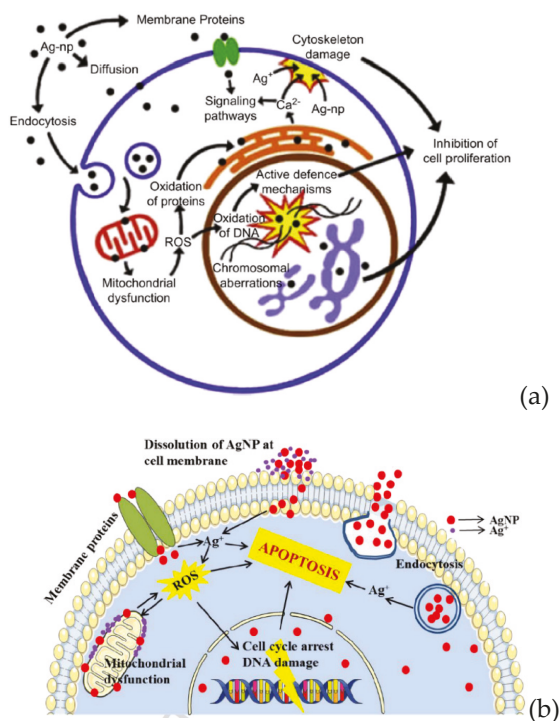 Membrane Proteins
Ag-np
Diffusion
Endocytosis
Cytoskeleton
damage
Ag+
Signaling
pathways
Ca2-
Ag-np
Inhibition of
cell proliferation
Oxidation
of proteins
Active defence
mechanisms
Oxidation
of DNA
ROS
Mitochondrial
dysfunction
Chromosomal
aberrations
(a)
Dissolution of AgNP at
cell membrane
AgNP
Ag+
Membrane proteins
Ag+
ROS
APOPTOSIS
Endocytosis
Ag+
Mitochondrial
dysfunction
Cell cycle arrest
DNA damage
(b)